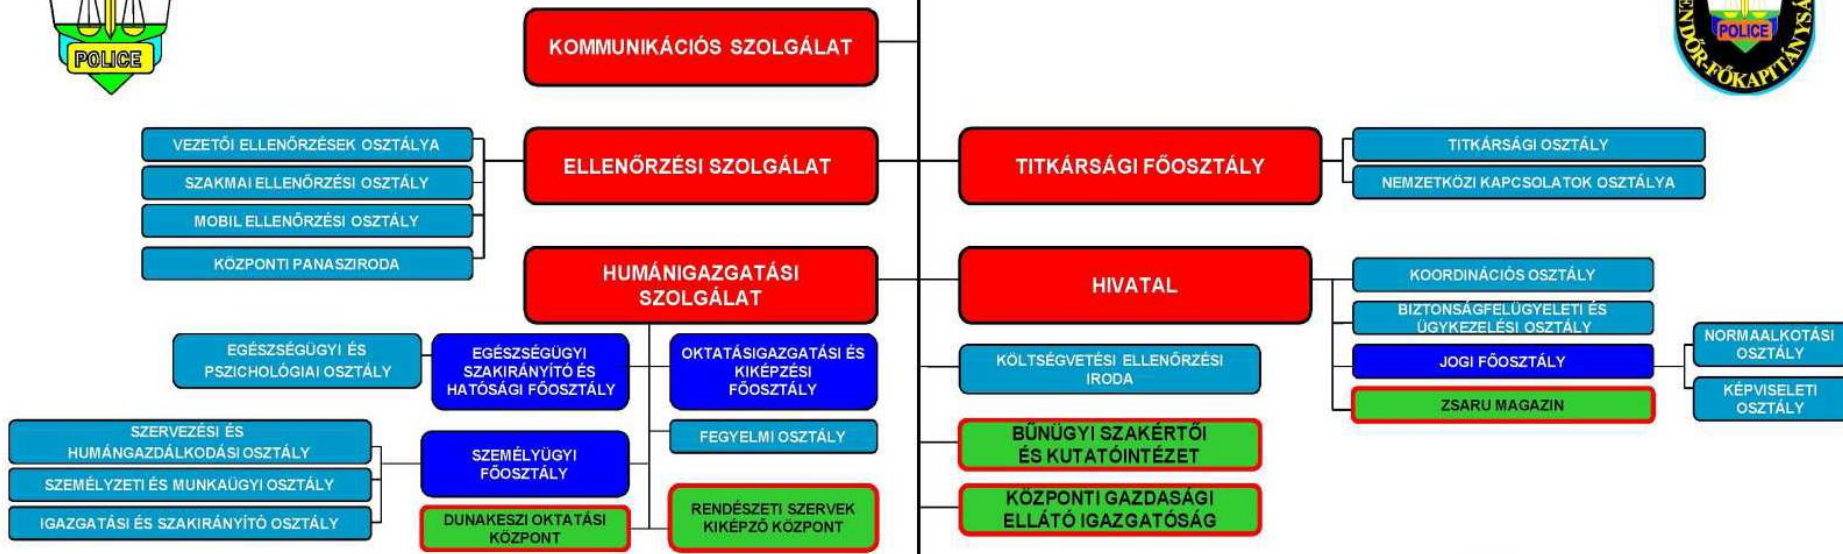 POLICE
KOMMUNIKÁCIÓS SZOLGÁLAT
POLICE
ENDŐR-FŐKAPITÁNYSÁ
VEZETŐI ELLENŐRZÉSEK OSZTÁLYA
SZAKMAI ELLENŐRZÉSI OSZTÁLY
MOBIL ELLENŐRZÉSI OSZTÁLY
KÖZPONTI PANASZIRODA
ELLENŐRZÉSI SZOLGÁLAT
TITKÁRSÁGI FŐOSZTÁLY
TITKÁRSÁGI OSZTÁLY
NEMZETKÖZI KAPCSOLATOK OSZTÁLYA
HUMÁNIGAZGATÁSI
SZOLGÁLAT
HIVATAL
KOORDINÁCIÓS OSZTÁLY
BIZTONSÁGFELÜGYELETI ÉS
ÜGYKEZELÉSI OSZTÁLY
JOGI FŐOSZTÁLY
ZSARU MAGAZIN
NORMAALKOTÁSI
OSZTÁLY
KÉPVISELETI
OSZTÁLY
EGÉSZSÉGÜGYI ÉS
PSZICHOLÓGIAI OSZTÁLY
EGÉSZSÉGÜGYI
SZAKIRÁNYÍTÓ ÉS
HATÓSÁGI FŐOSZTÁLY
OKTATÁSIGAZGATÁSI ÉS
KIKÉPZÉSI
FŐOSZTÁLY
KÖLTSÉGVETÉSI ELLENŐRZÉSI
IRODA
SZERVEZÉSI ÉS
HUMÁNGAZDÁLKODÁSI OSZTÁLY
SZEMÉLYZETI ÉS MUNKAÜGYI OSZTÁLY
IGAZGATÁSI ÉS SZAKIRÁNYÍTÓ OSZTÁLY
SZEMÉLYÜGYI
FŐOSZTÁLY
FEGYELMI OSZTÁLY
BŰNÜGYI SZAKÉRTŐI
ÉS KUTATÓINTÉZET
DUNAKESZI OKTATÁSI
KÖZPONT
RENDÉSZETI SZERVEK
KIKÉPZŐ KÖZPONT
KÖZPONTI GAZDASÁGI
ELLÁTÓ IGAZGATÓSÁG